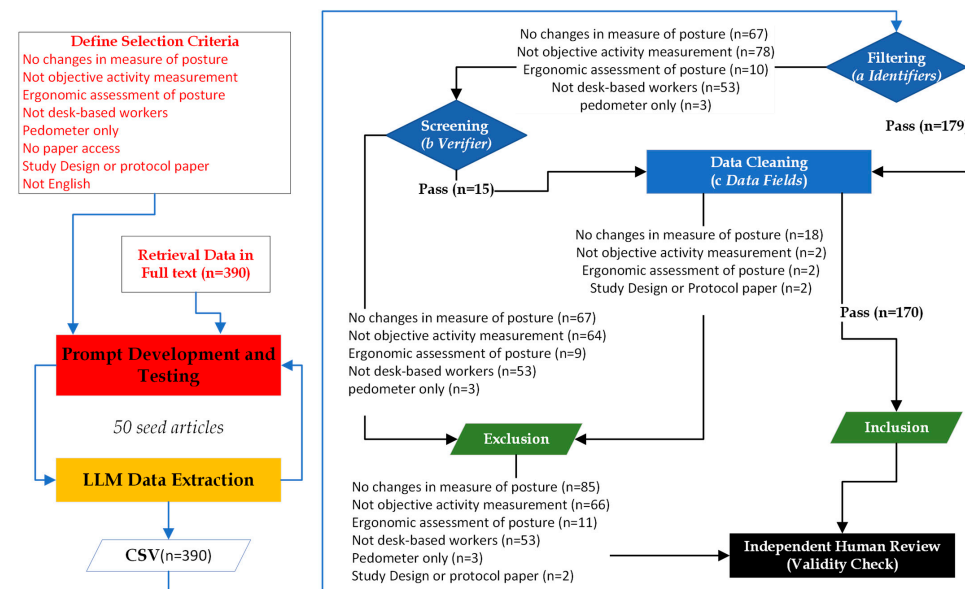 Define Selection Criteria
No changes in measure of posture
Not objective activity measurement
Ergonomic assessment of posture
Not desk-based workers
Pedometer only
No paper access
Study Design or protocol paper
Not English
Retrieval Data in
Full text (n=390)
Prompt Development and
Testing
50 seed articles
LLM Data Extraction
CSV(n=390)
No changes in measure of posture (n=67)
Not objective activity measurement (n=78)
Ergonomic assessment of posture (n=10)
Not desk-based workers (n=53)
pedometer only (n=3)
Filtering
(a Identifiers)
Pass (n=179)
Screening
(b Verifier)
Pass (n=15)
Data Cleaning
(c Data Fields)
No changes in measure of posture (n=18)
Not objective activity measurement (n=2)
Ergonomic assessment of posture (n=2)
Study Design or Protocol paper (n=2)
Pass (n=170)
No changes in measure of posture (n=67)
Not objective activity measurement (n=64)
Ergonomic assessment of posture (n=9)
Not desk-based workers (n=53)
pedometer only (n=3)
Exclusion
Inclusion
No changes in measure of posture (n=85)
Not objective activity measurement (n=66)
Ergonomic assessment of posture (n=11)
Not desk-based workers (n=53)
Pedometer only (n=3)
Study Design or protocol paper (n=2)
Independent Human Review
(Validity Check)